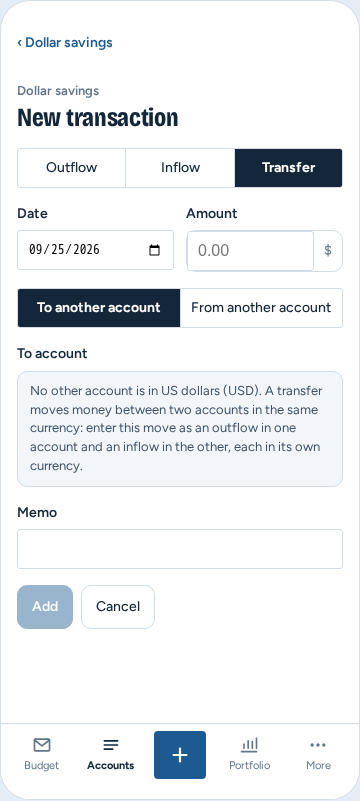 ‹ Dollar savings
Dollar savings
New transaction
Outflow Inflow Transfer
Date Amount
09/25/2026 0.00 $
To another account From another account
To account
No other account is in US dollars (USD). A transfer
moves money between two accounts in the same
currency: enter this move as an outflow in one
account and an inflow in the other, each in its own
currency.
Memo
Add Cancel
Budget Accounts + Portfolio More